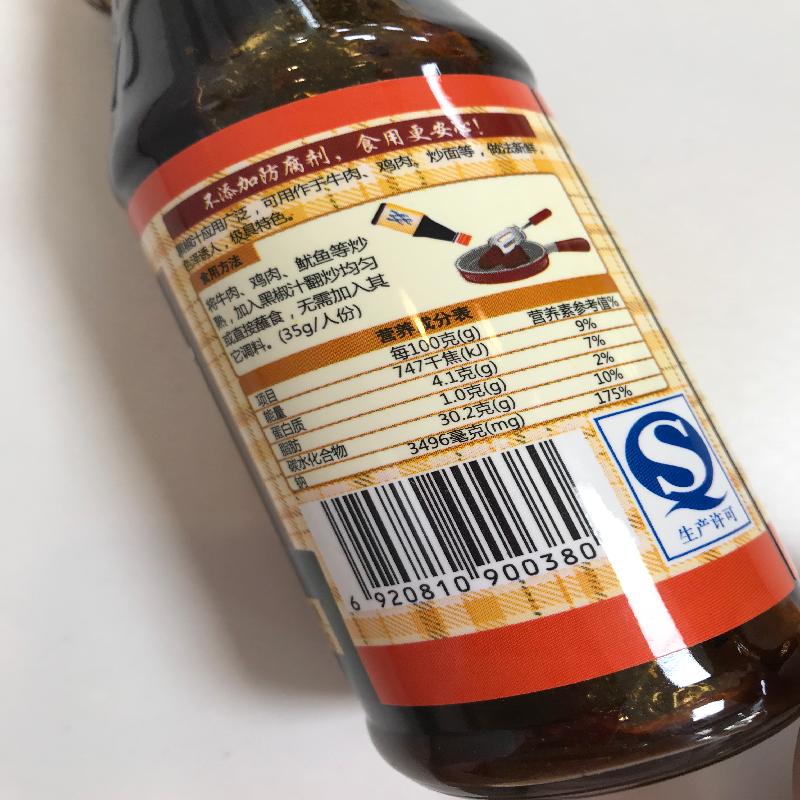 不添加防腐剂，食用更安心！
黑椒汁应用广泛，可用作于牛肉、鸡肉、炒面等，做法新鲜，
色泽诱人，极具特色。
食用方法
将牛肉、鸡肉、鱿鱼等炒
熟，加入黑椒汁翻炒均匀
或直接蘸食，无需加入其
它调料。(35g/人份)
营养成分表
项目 每100克(g) 营养素参考值%
能量 747千焦(kJ) 9%
蛋白质 4.1克(g) 7%
脂肪 1.0克(g) 2%
碳水化合物 30.2克(g) 10%
钠 3496毫克(mg) 175%
6 920810 900380
生产许可